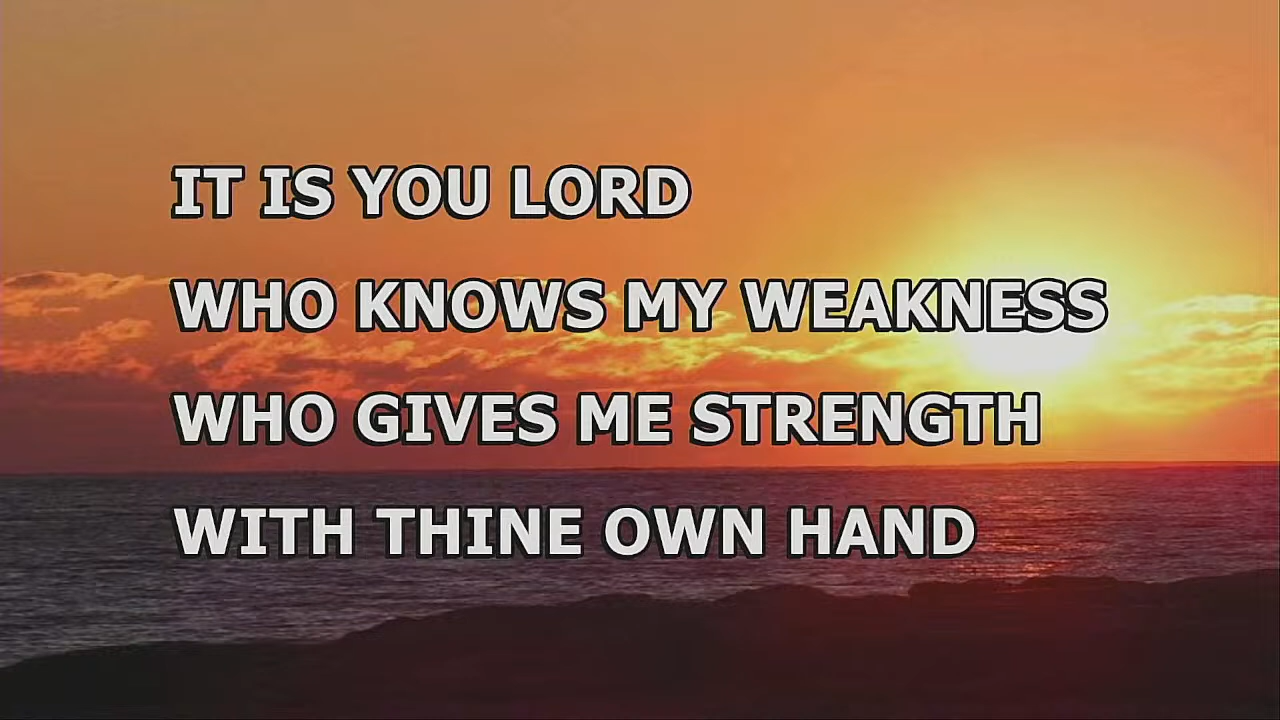 IT IS YOU LORD
WHO KNOWS MY WEAKNESS
WHO GIVES ME STRENGTH
WITH THINE OWN HAND